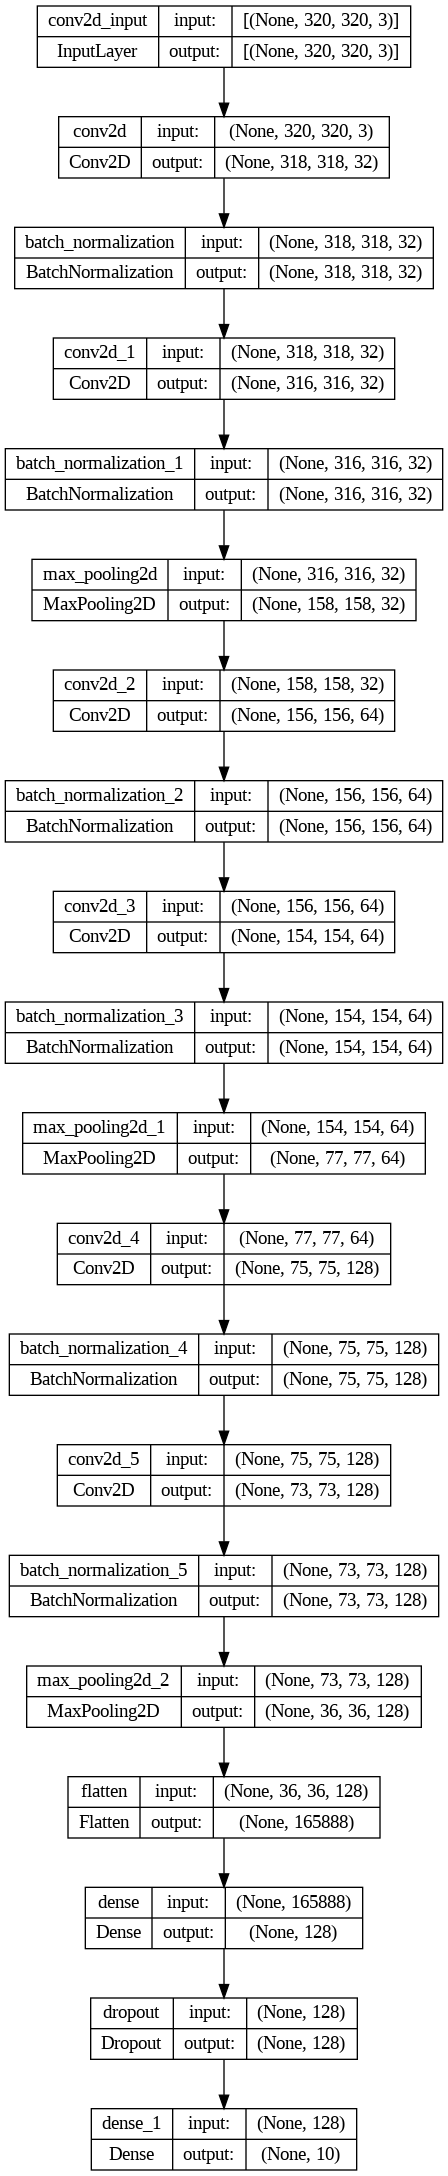 conv2d_input input: [(None, 320, 320, 3)]
InputLayer output: [(None, 320, 320, 3)]
conv2d input: (None, 320, 320, 3)
Conv2D output: (None, 318, 318, 32)
batch_normalization input: (None, 318, 318, 32)
BatchNormalization output: (None, 318, 318, 32)
conv2d_1 input: (None, 318, 318, 32)
Conv2D output: (None, 316, 316, 32)
batch_normalization_1 input: (None, 316, 316, 32)
BatchNormalization output: (None, 316, 316, 32)
max_pooling2d input: (None, 316, 316, 32)
MaxPooling2D output: (None, 158, 158, 32)
conv2d_2 input: (None, 158, 158, 32)
Conv2D output: (None, 156, 156, 64)
batch_normalization_2 input: (None, 156, 156, 64)
BatchNormalization output: (None, 156, 156, 64)
conv2d_3 input: (None, 156, 156, 64)
Conv2D output: (None, 154, 154, 64)
batch_normalization_3 input: (None, 154, 154, 64)
BatchNormalization output: (None, 154, 154, 64)
max_pooling2d_1 input: (None, 154, 154, 64)
MaxPooling2D output: (None, 77, 77, 64)
conv2d_4 input: (None, 77, 77, 64)
Conv2D output: (None, 75, 75, 128)
batch_normalization_4 input: (None, 75, 75, 128)
BatchNormalization output: (None, 75, 75, 128)
conv2d_5 input: (None, 75, 75, 128)
Conv2D output: (None, 73, 73, 128)
batch_normalization_5 input: (None, 73, 73, 128)
BatchNormalization output: (None, 73, 73, 128)
max_pooling2d_2 input: (None, 73, 73, 128)
MaxPooling2D output: (None, 36, 36, 128)
flatten input: (None, 36, 36, 128)
Flatten output: (None, 165888)
dense input: (None, 165888)
Dense output: (None, 128)
dropout input: (None, 128)
Dropout output: (None, 128)
dense_1 input: (None, 128)
Dense output: (None, 10)